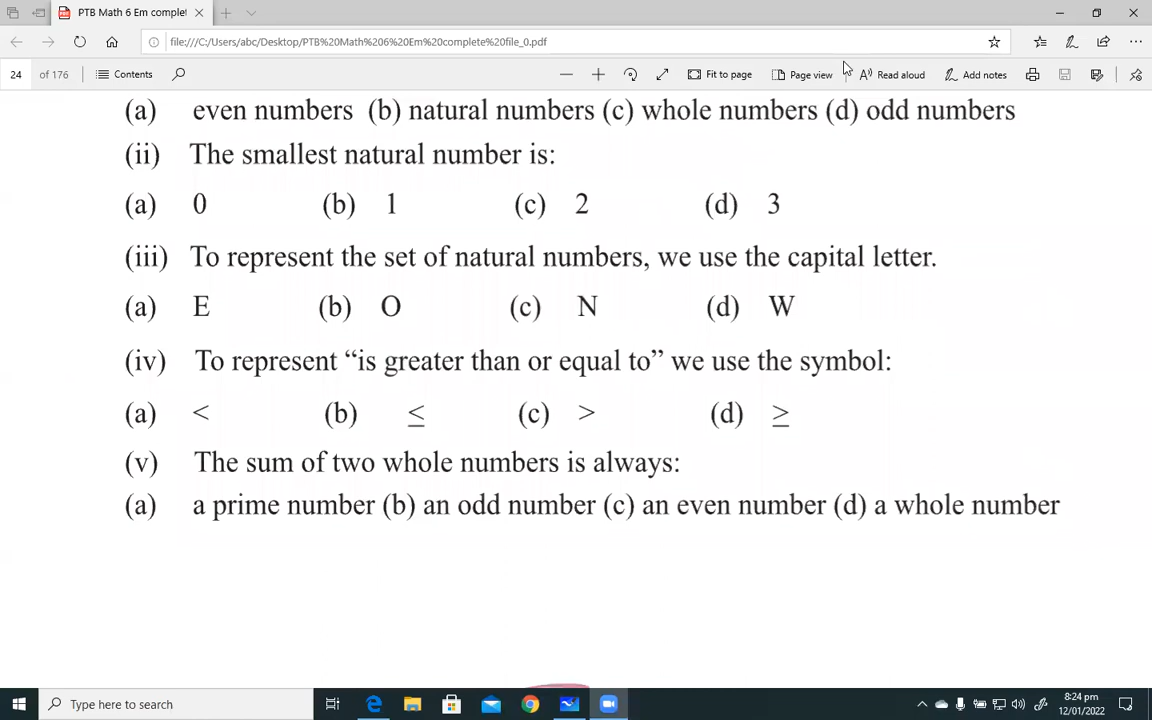 PTB Math 6 Em complet
file:///C:/Users/abc/Desktop/PTB%20Math%206%20Em%20complete%20file_0.pdf
24 of 176 Contents Fit to page Page view Read aloud Add notes
(a) even numbers (b) natural numbers (c) whole numbers (d) odd numbers
(ii) The smallest natural number is:
(a) 0 (b) 1 (c) 2 (d) 3
(iii) To represent the set of natural numbers, we use the capital letter.
(a) E (b) O (c) N (d) W
(iv) To represent “is greater than or equal to” we use the symbol:
(a) < (b) ≤ (c) > (d) ≥
(v) The sum of two whole numbers is always:
(a) a prime number (b) an odd number (c) an even number (d) a whole number
Type here to search
8:24 pm
12/01/2022